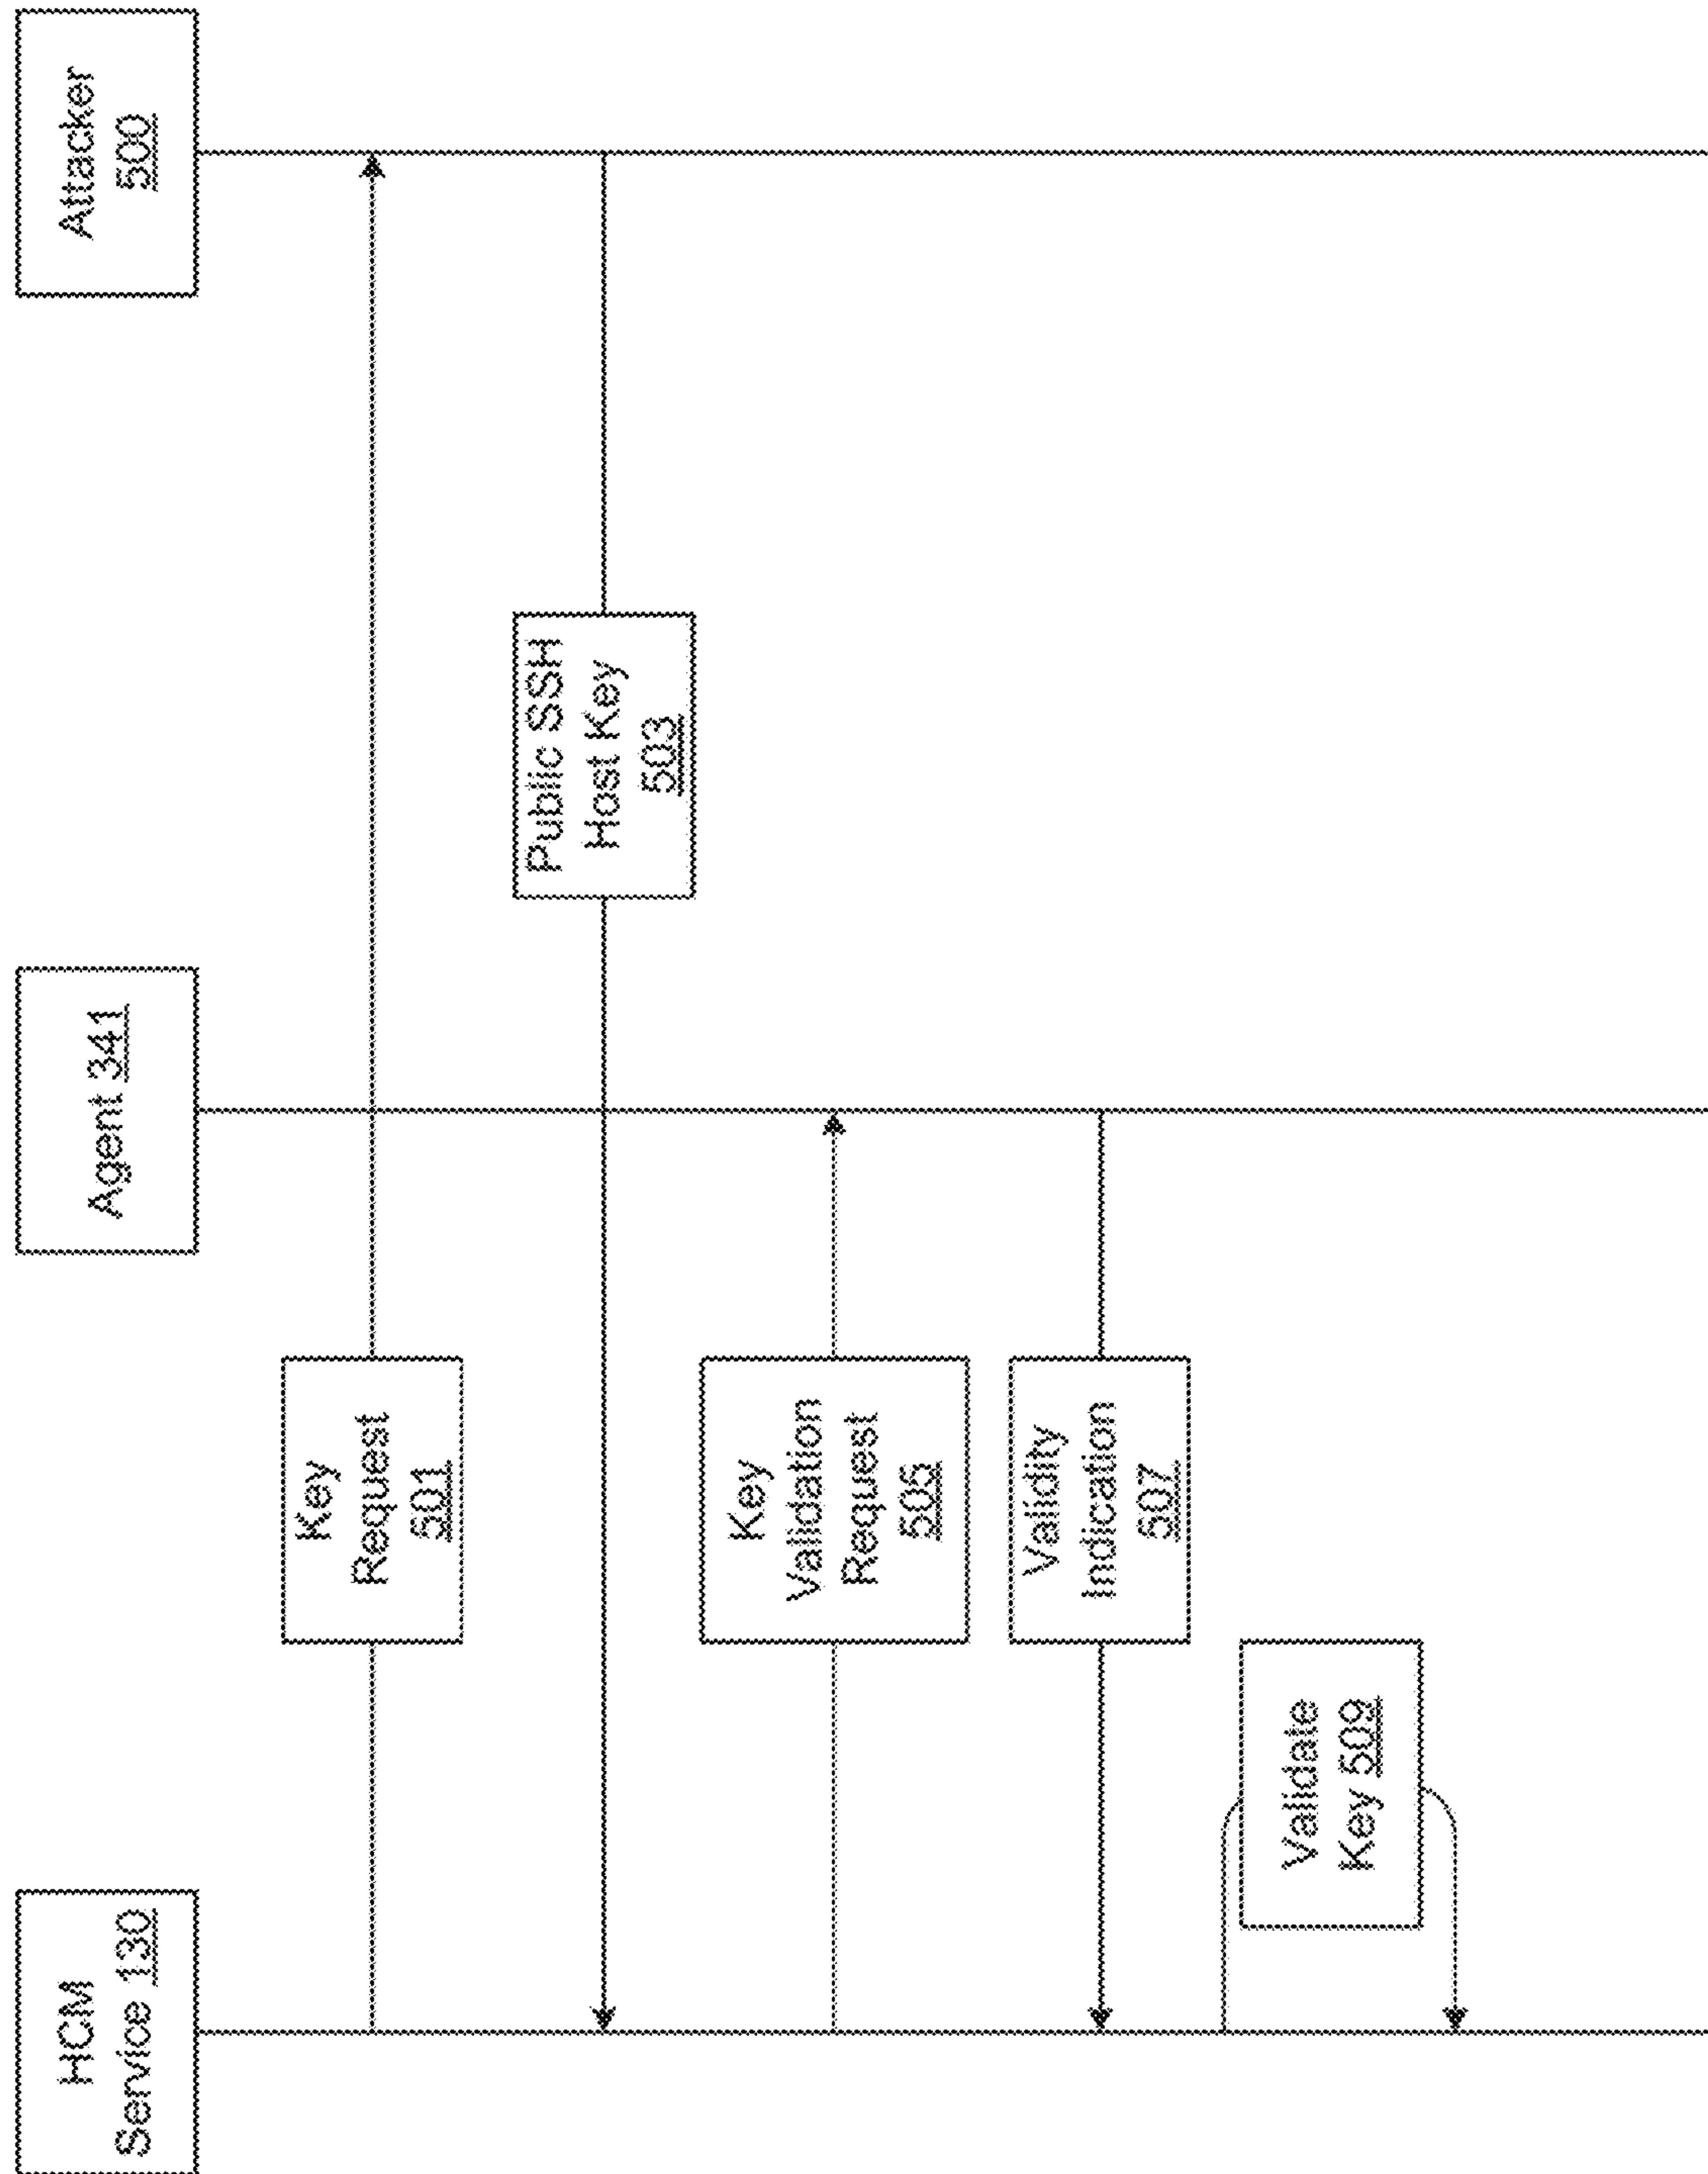 HCM
Service 130
Agent 341
Attacker
500
Key
Request
501
Public SSH
Host Key
503
Key
Validation
Request
505
Validity
Indication
507
Validate
Key 509